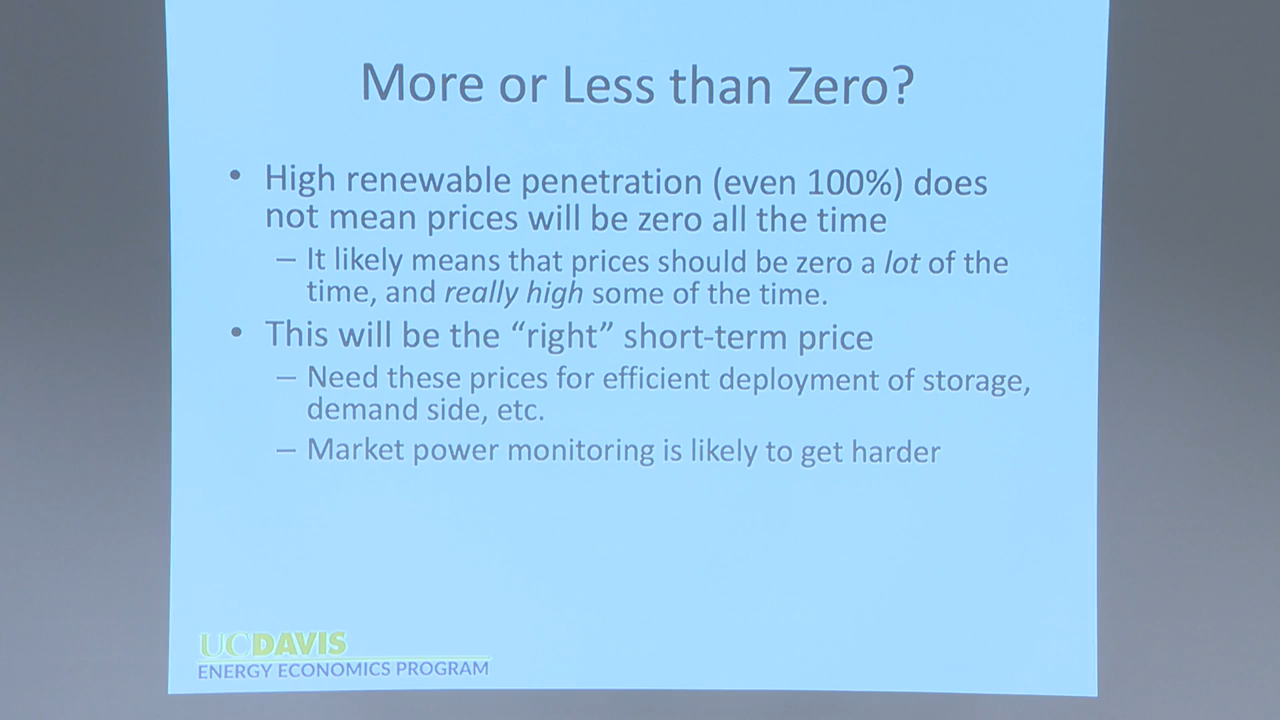 More or Less than Zero?
• High renewable penetration (even 100%) does
not mean prices will be zero all the time
– It likely means that prices should be zero a lot of the
time, and really high some of the time.
• This will be the “right” short-term price
– Need these prices for efficient deployment of storage,
demand side, etc.
– Market power monitoring is likely to get harder
UCDAVIS
ENERGY ECONOMICS PROGRAM